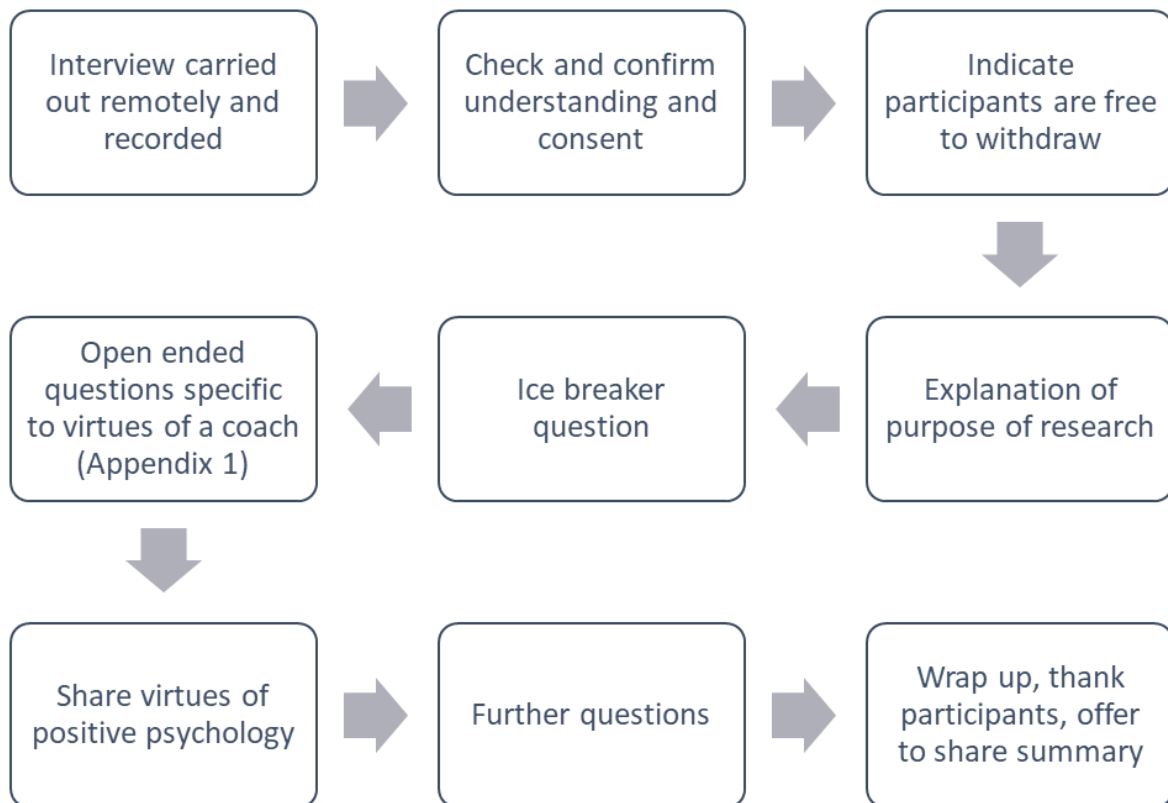 Interview carried
out remotely and
recorded
Check and confirm
understanding and
consent
Indicate
participants are free
to withdraw
Explanation of
purpose of research
Ice breaker
question
Open ended
questions specific
to virtues of a coach
(Appendix 1)
Share virtues of
positive psychology
Further questions
Wrap up, thank
participants, offer
to share summary